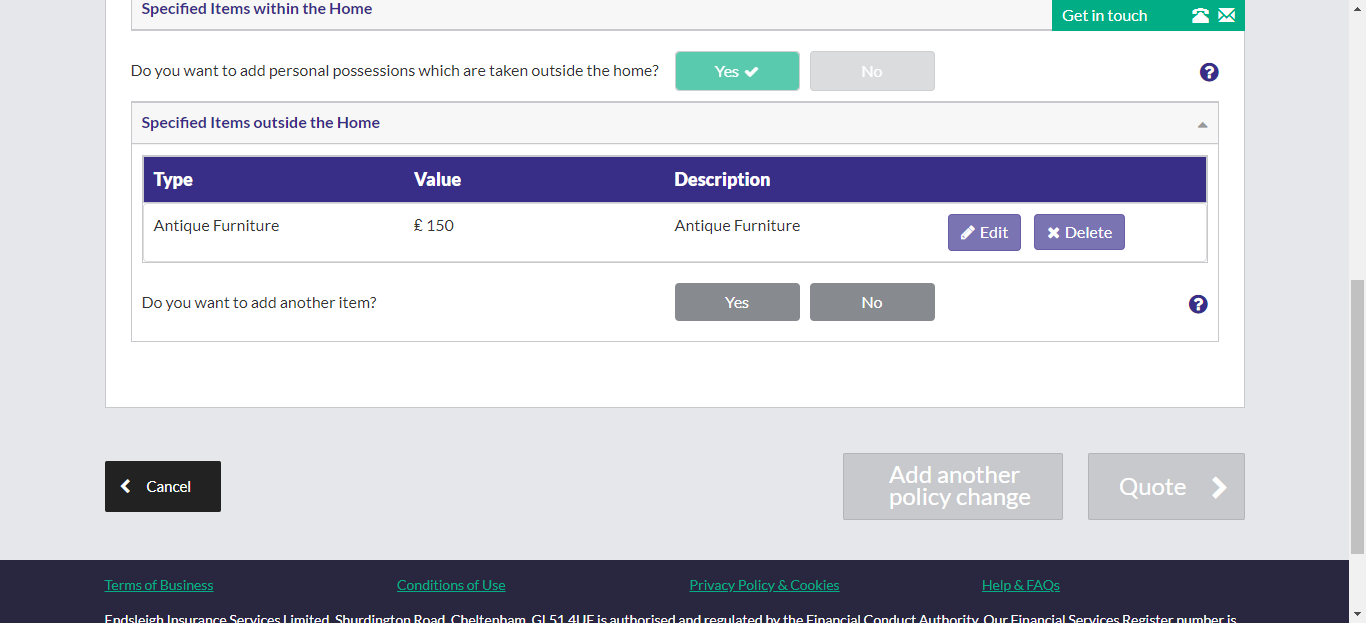 Specified Items within the Home
Get in touch
Do you want to add personal possessions which are taken outside the home?
Yes
No
Specified Items outside the Home
Type Value Description
Antique Furniture £ 150 Antique Furniture
Edit
Delete
Do you want to add another item?
Yes
No
Cancel
Add another
policy change
Quote
Terms of Business
Conditions of Use
Privacy Policy & Cookies
Help & FAQs
Endsleigh Insurance Services Limited, Shurdington Road, Cheltenham, GL51 4UE is authorised and regulated by the Financial Conduct Authority. Our Financial Services Register number is